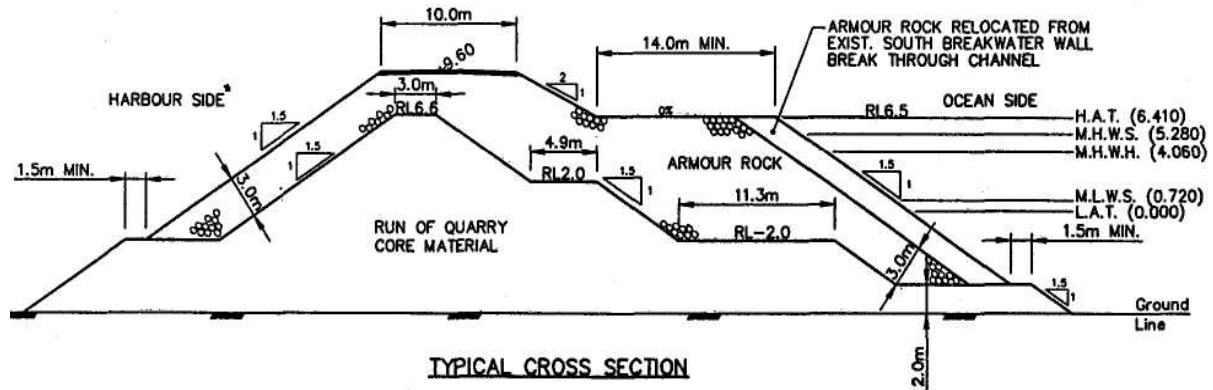 10.0m
ARMOUR ROCK RELOCATED FROM
EXIST. SOUTH BREAKWATER WALL
BREAK THROUGH CHANNEL
14.0m MIN.
9.60
2
1
3.0m
HARBOUR SIDE
OCEAN SIDE
RL6.6
0%
RL6.5
H.A.T. (6.410)
1.5
1
M.H.W.S. (5.280)
M.H.W.H. (4.060)
1.5
1
4.9m
ARMOUR ROCK
1.5
1
1.5m MIN.
3.0m
RL2.0
1.5
1
11.3m
M.L.W.S. (0.720)
L.A.T. (0.000)
RUN OF QUARRY
CORE MATERIAL
RL-2.0
1.5m MIN.
3.0m
1.5
1
Ground
Line
2.0m
TYPICAL CROSS SECTION